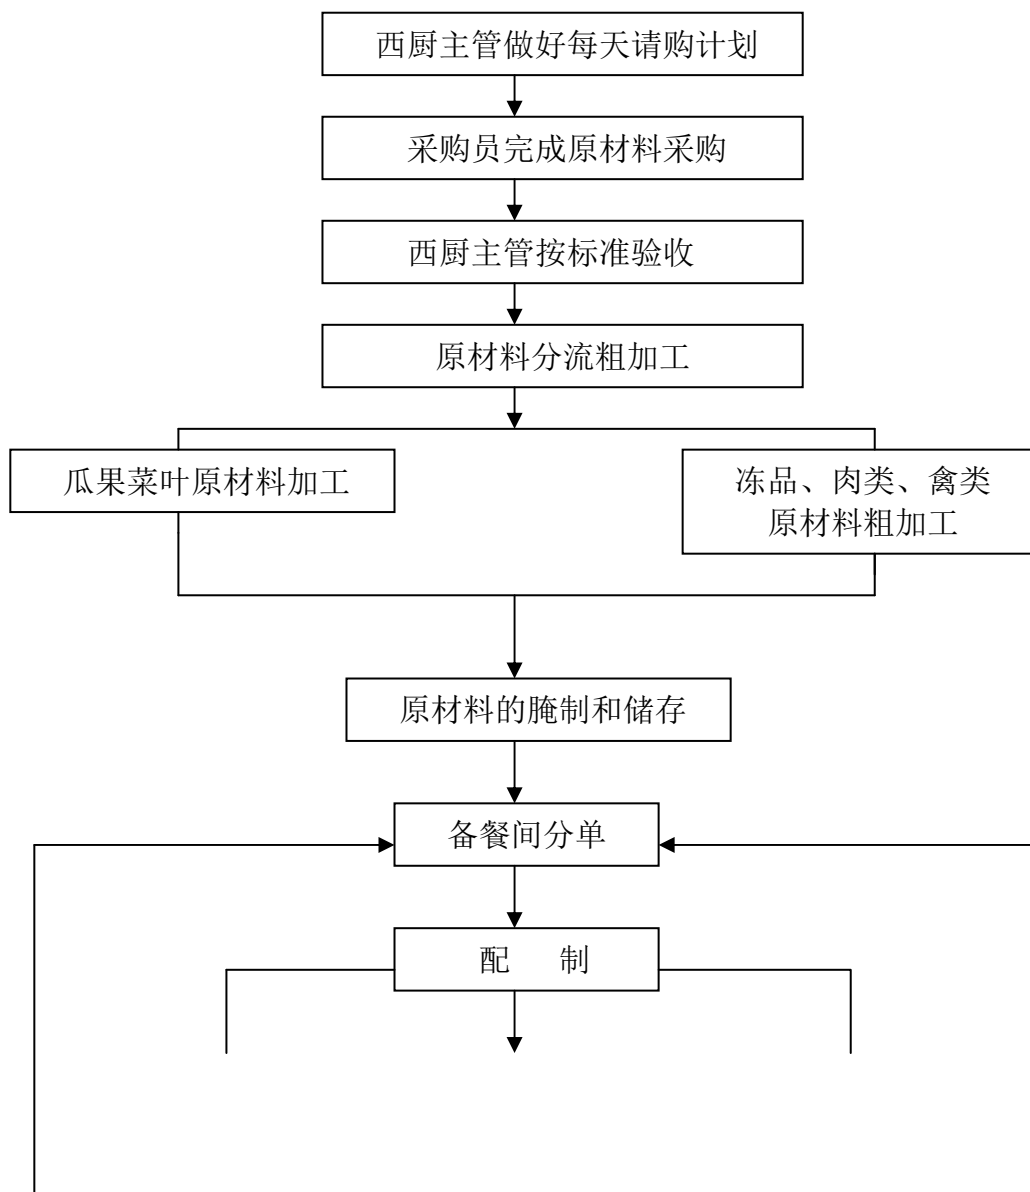 西厨主管做好每天请购计划
采购员完成原材料采购
西厨主管按标准验收
原材料分流粗加工
瓜果菜叶原材料加工
冻品、肉类、禽类
原材料粗加工
原材料的腌制和储存
备餐间分单
配 制